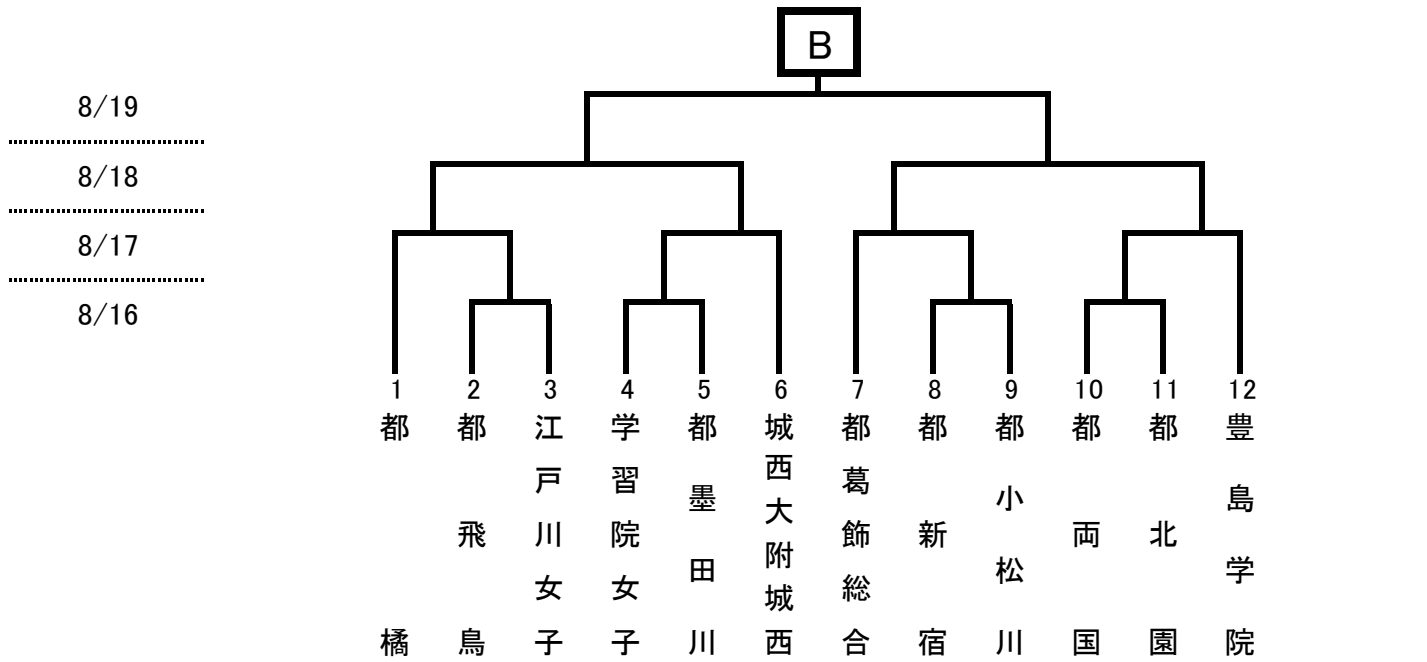 B
8/19
8/18
8/17
8/16
1
2
3
4
5
6
7
8
9
10
11
12
都橘
都飛鳥
江戸川女子
学習院女子
都墨田川
城西大附城西
都葛飾総合
都新宿
都小松川
都両国
都北園
豊島学院